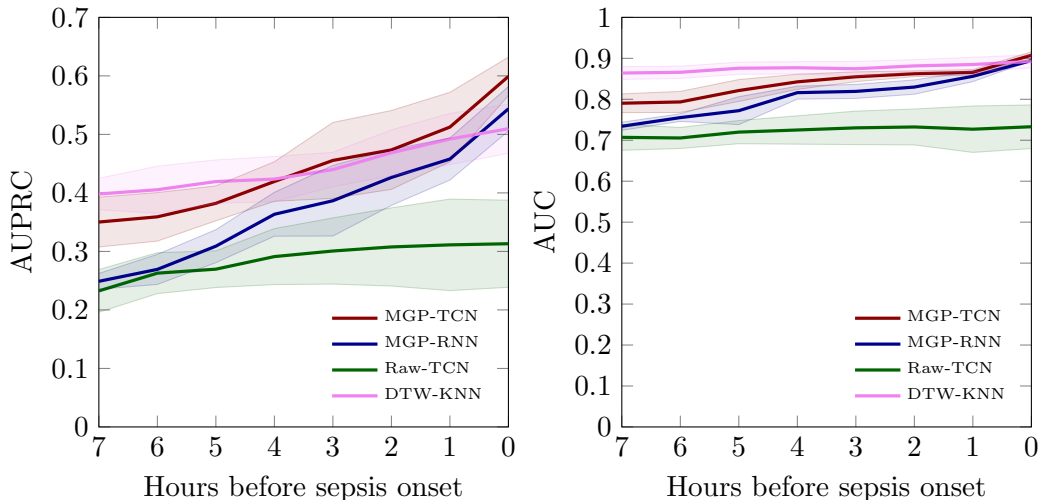 0.7
0.6
0.5
0.4
0.3
0.2
0.1
0
AUPRC
MGP-TCN
MGP-RNN
Raw-TCN
DTW-KNN
7 6 5 4 3 2 1 0
Hours before sepsis onset
1
0.9
0.8
0.7
0.6
0.5
0.4
0.3
0.2
0.1
0
AUC
MGP-TCN
MGP-RNN
Raw-TCN
DTW-KNN
7 6 5 4 3 2 1 0
Hours before sepsis onset